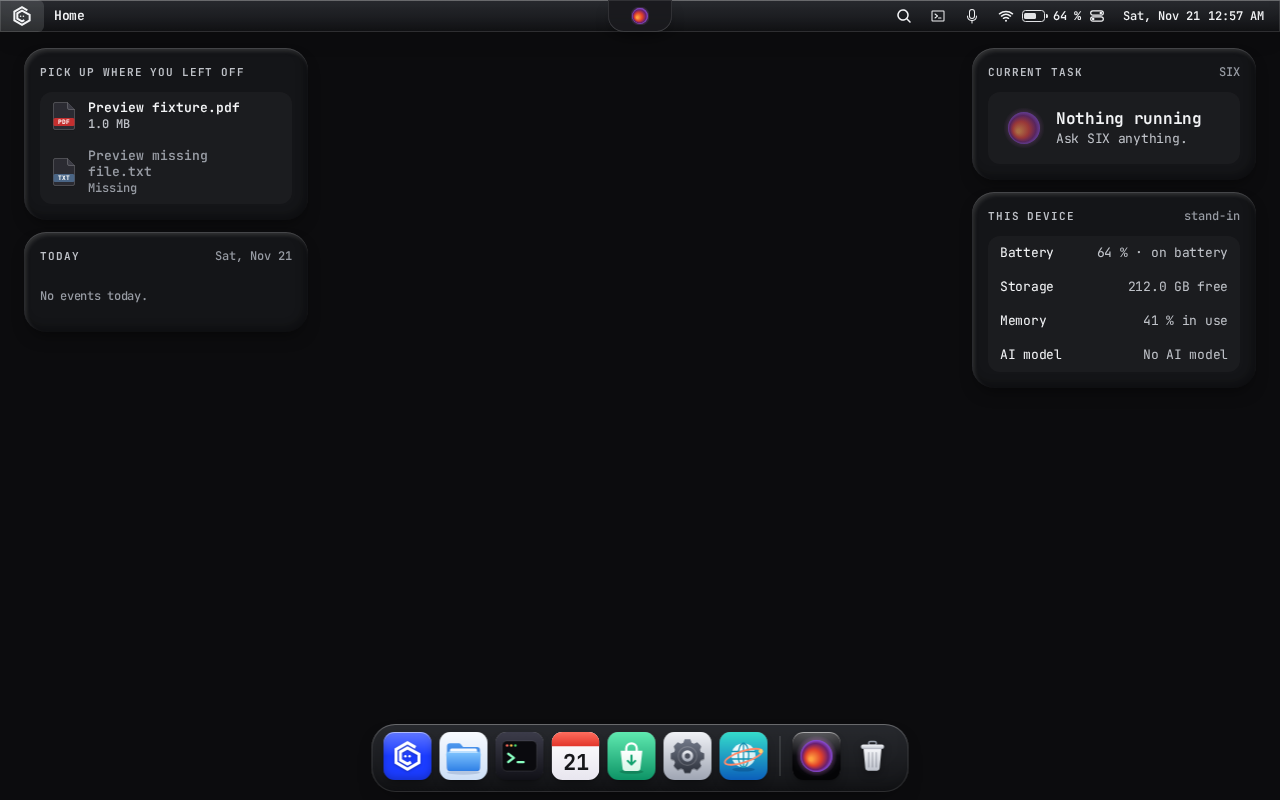 Home
64 %
Sat, Nov 21 12:57 AM
PICK UP WHERE YOU LEFT OFF
PDF
Preview fixture.pdf
1.0 MB
TXT
Preview missing
file.txt
Missing
TODAY
Sat, Nov 21
No events today.
CURRENT TASK
SIX
Nothing running
Ask SIX anything.
THIS DEVICE
stand-in
Battery
64 % · on battery
Storage
212.0 GB free
Memory
41 % in use
AI model
No AI model
21